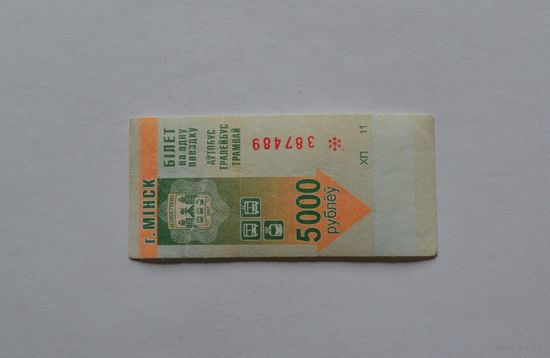 г. МІНСК
БІЛЕТ
на адну
паездку
АЎТОБУС
ТРАЛЕЙБУС
ТРАМВАЙ
387489
5000
рублёў
ХП 11